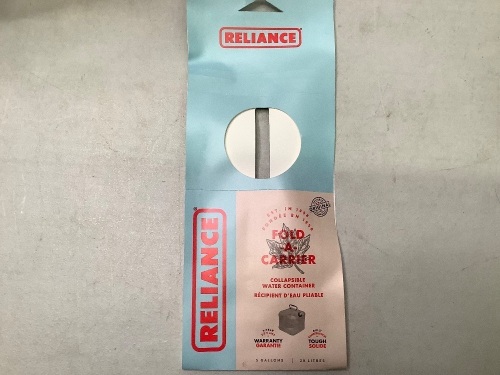 RELIANCE
RELIANCE
FOLD
A
CARRIER
COLLAPSIBLE
WATER CONTAINER
RÉCIPIENT D'EAU PLIABLE
WARRANTY
GARANTIE
TOUGH
SOLIDE
5 GALLONS | 20 LITRES